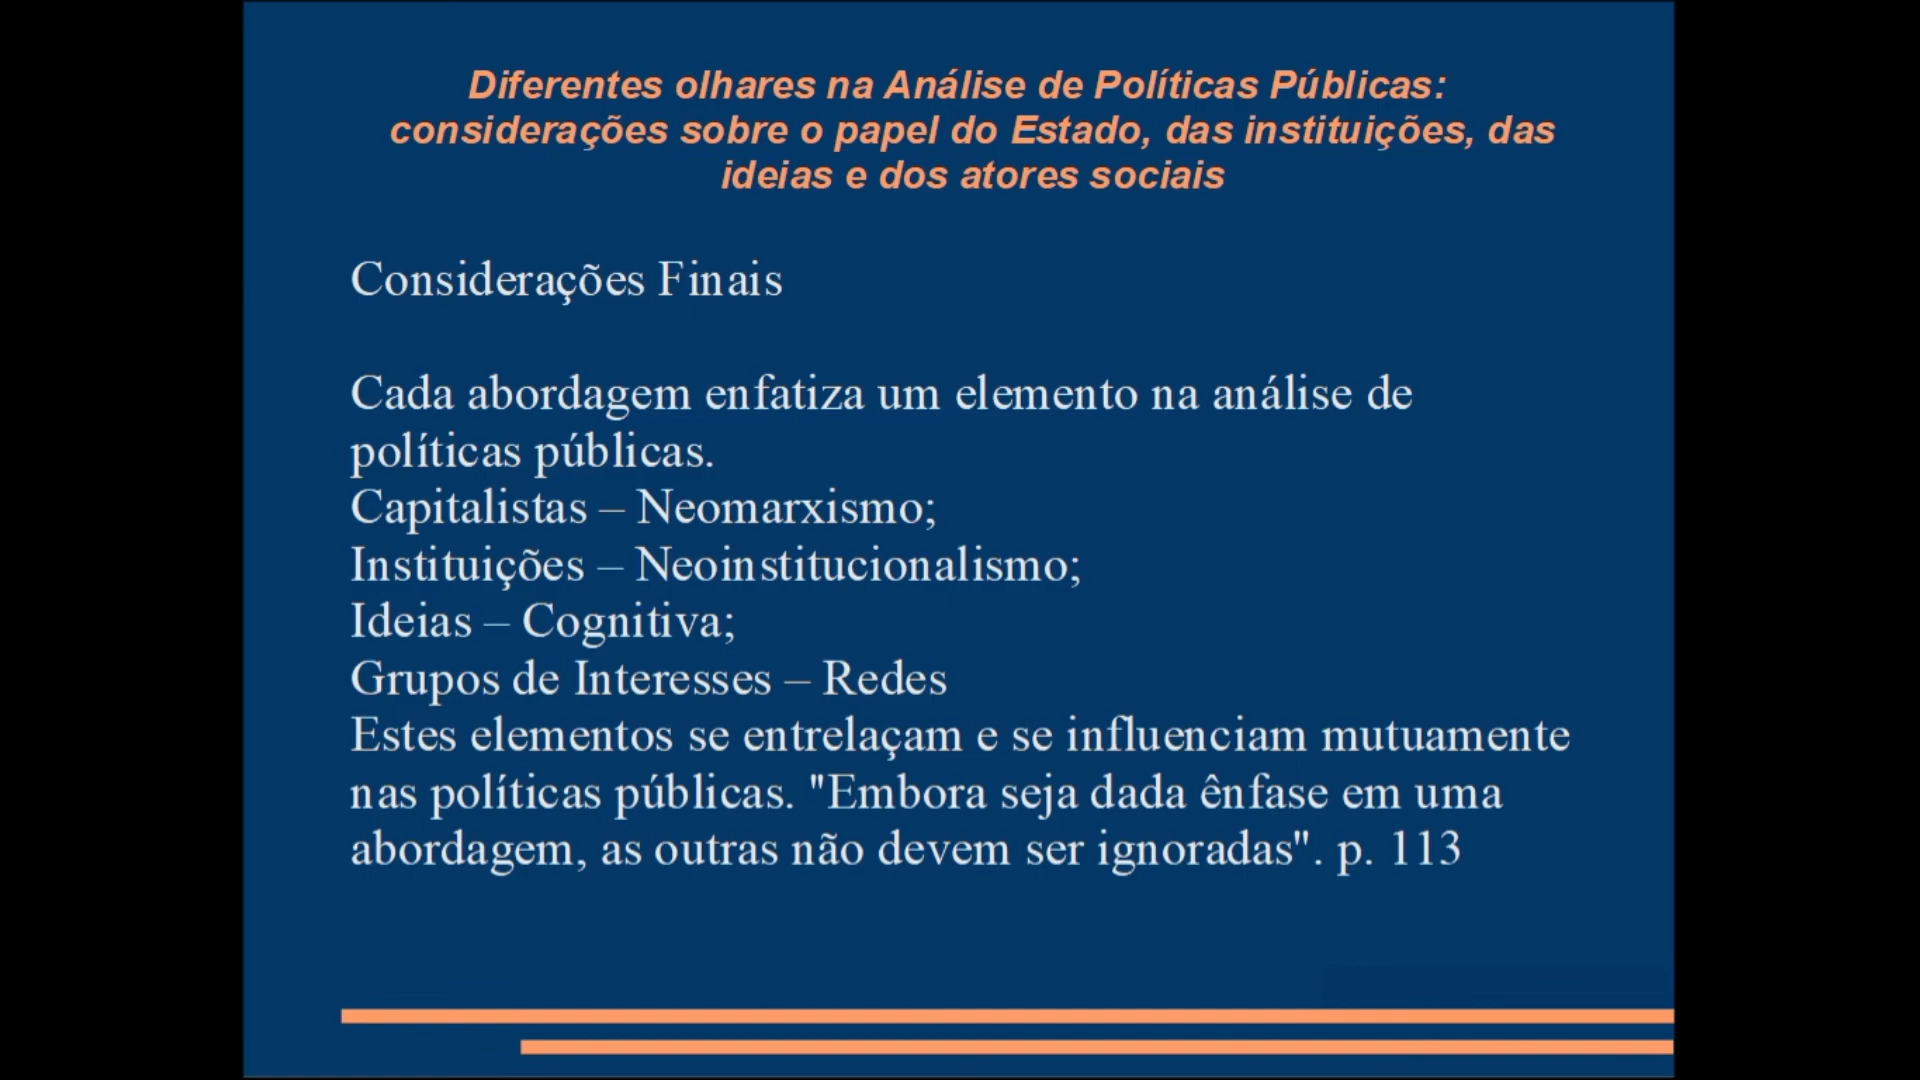 Diferentes olhares na Análise de Políticas Públicas:
considerações sobre o papel do Estado, das instituições, das
ideias e dos atores sociais
Considerações Finais
Cada abordagem enfatiza um elemento na análise de
políticas públicas.
Capitalistas – Neomarxismo;
Instituições – Neoinstitucionalismo;
Ideias – Cognitiva;
Grupos de Interesses – Redes
Estes elementos se entrelaçam e se influenciam mutuamente
nas políticas públicas. "Embora seja dada ênfase em uma
abordagem, as outras não devem ser ignoradas". p. 113